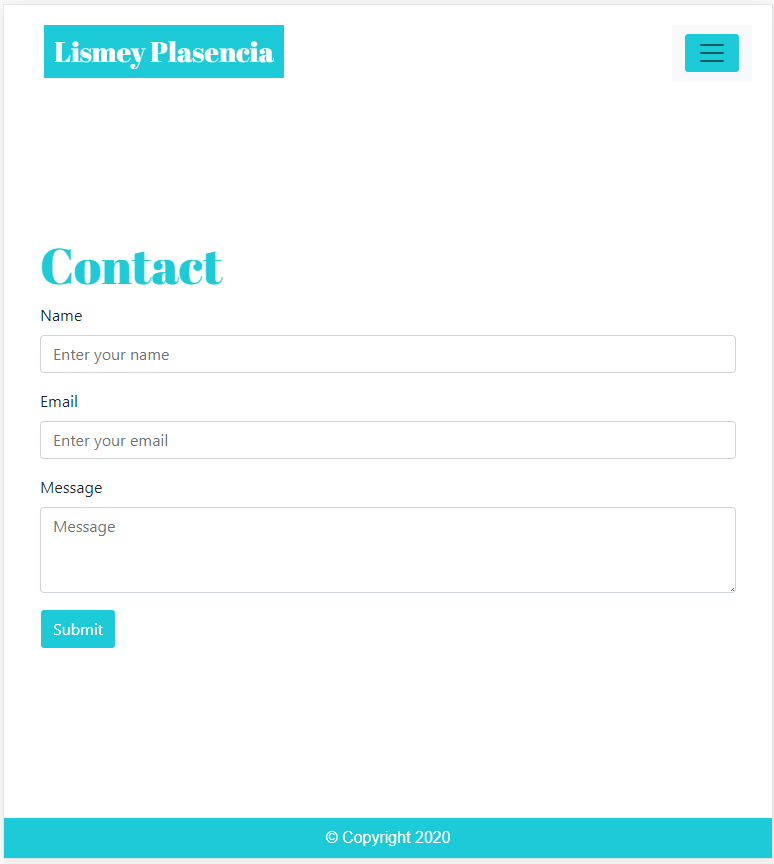 Lismey Plasencia
Contact
Name
Enter your name
Email
Enter your email
Message
Message
Submit
© Copyright 2020